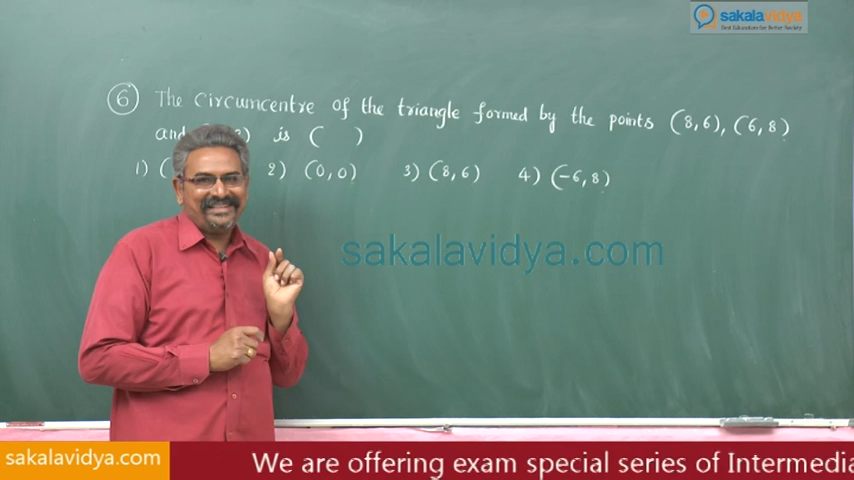 sakalavidya
Best Educators for Better Society
6 The circumcentre of the triangle formed by the points (8,6), (6,8)
and is ( )
1) ( 2) (0,0) 3) (8,6) 4) (-6,8)
sakalavidya.com
sakalavidya.com We are offering exam special series of Intermedia